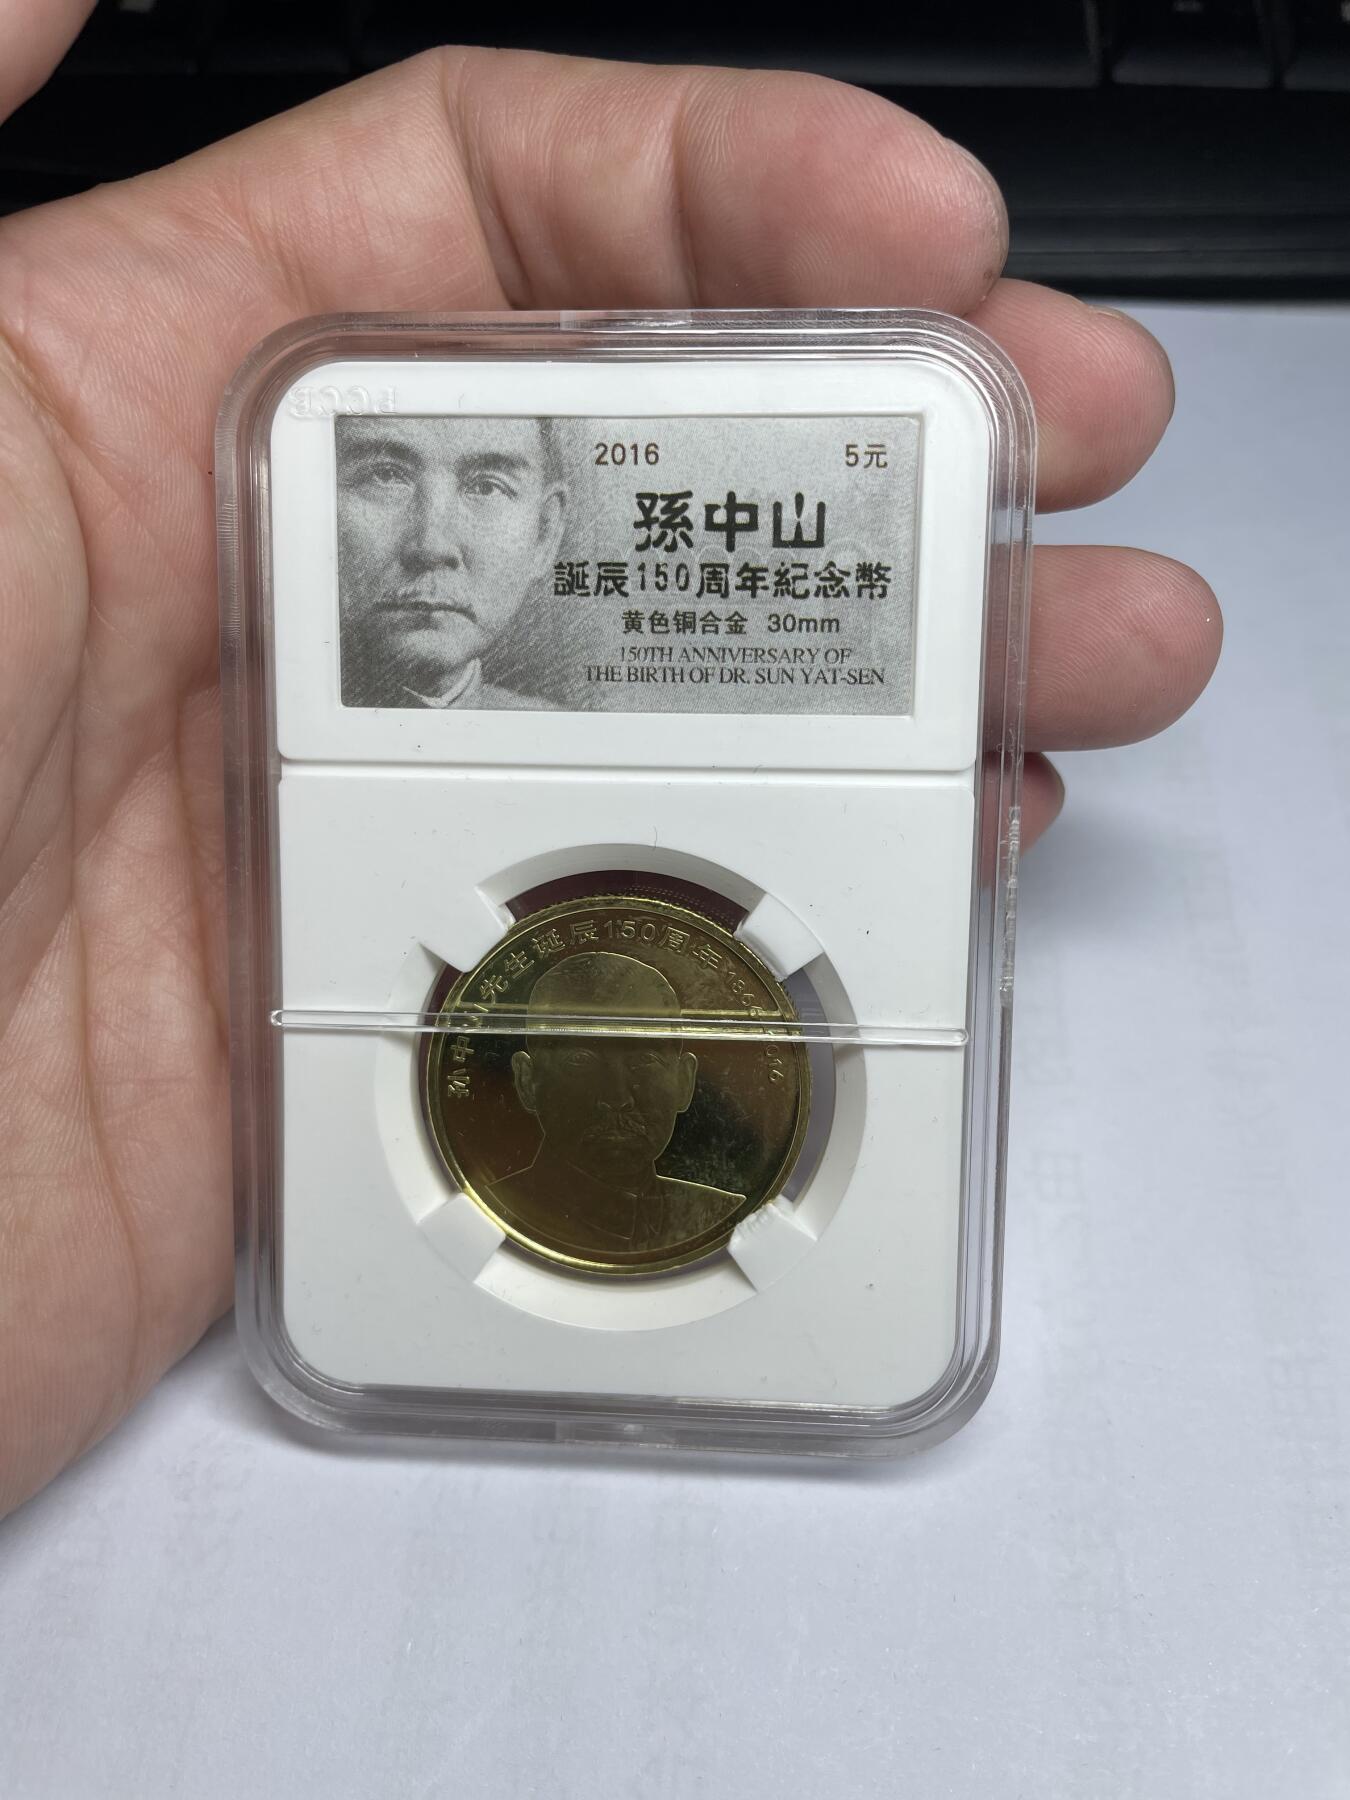 PCCB
2016 5元
孫中山
誕辰150周年紀念幣
黄色铜合金 30mm
150TH ANNIVERSARY OF
THE BIRTH OF DR. SUN YAT-SEN
孙中山先生诞辰150周年 1866-2016